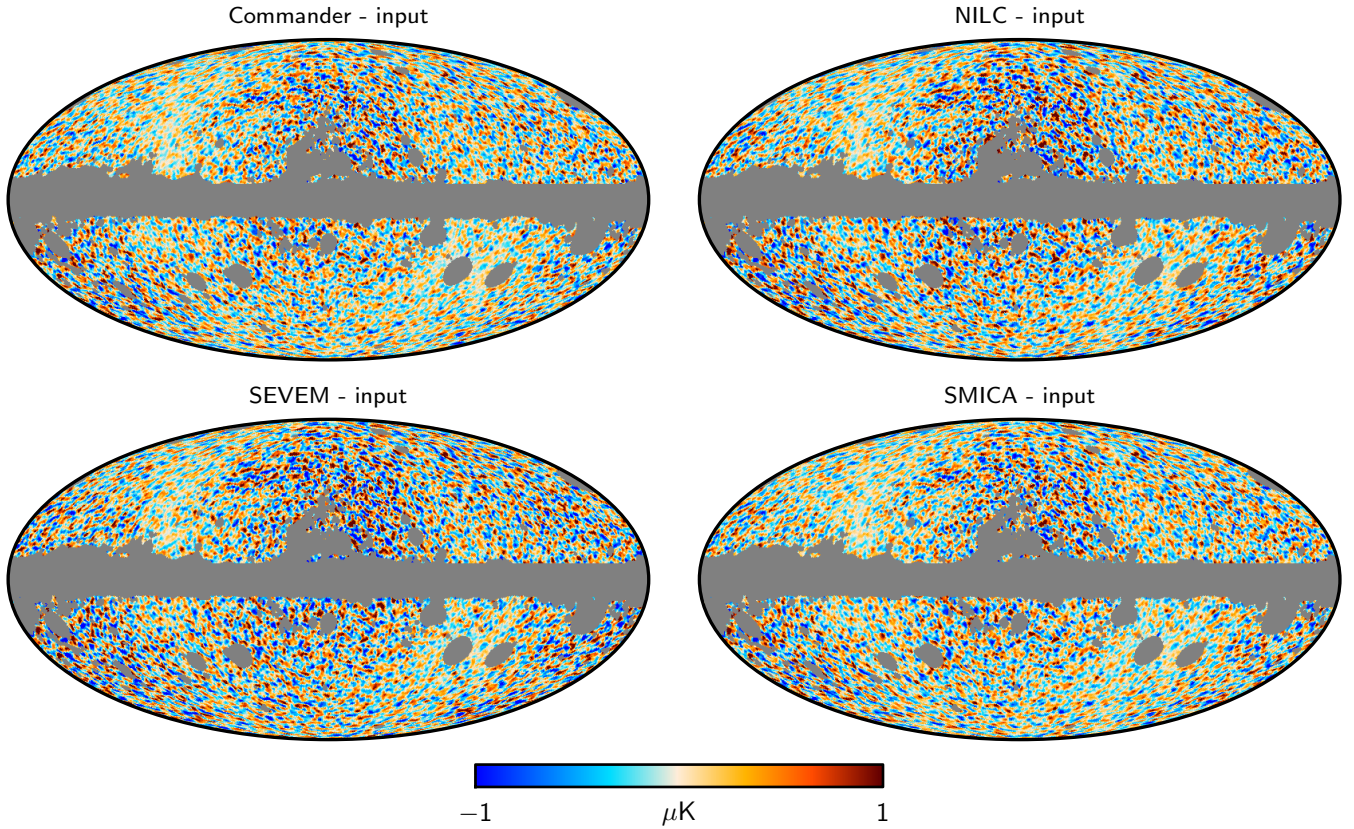 Commander - input
NILC - input
SEVEM - input
SMICA - input
−1 μK 1